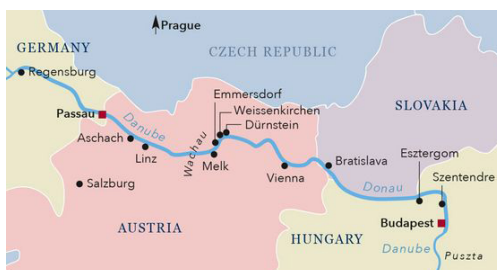 Prague
GERMANY
CZECH REPUBLIC
Regensburg
Emmersdorf
Weissenkirchen
Dürnstein
SLOVAKIA
Passau
Danube
Aschach
Linz
Wachau
Melk
Vienna
Bratislava
Esztergom
Szentendre
Salzburg
Donau
AUSTRIA
HUNGARY
Budapest
Danube
Puszta